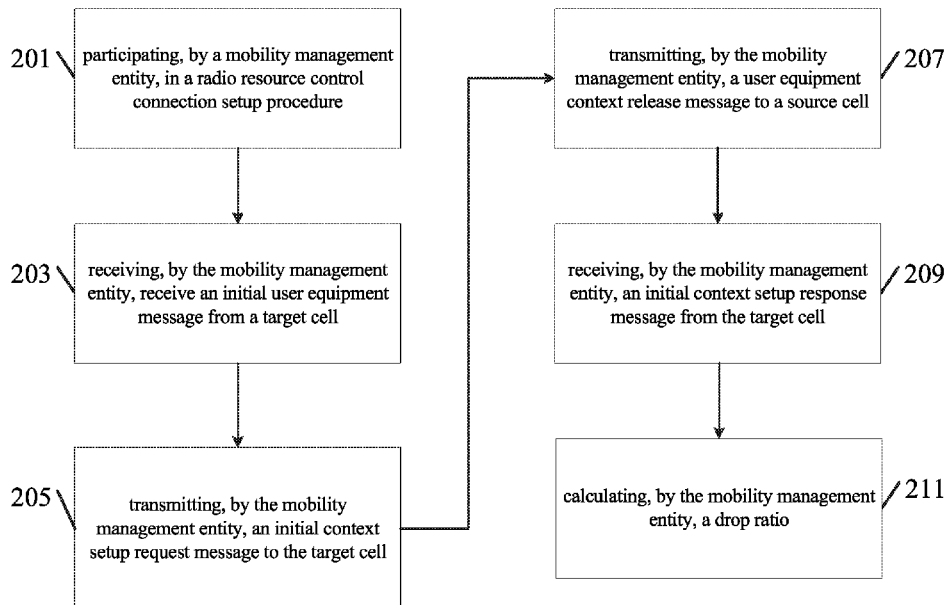 201
participating, by a mobility management
entity, in a radio resource control
connection setup procedure
203
receiving, by the mobility management
entity, receive an initial user equipment
message from a target cell
205
transmitting, by the mobility
management entity, an initial context
setup request message to the target cell
207
transmitting, by the mobility
management entity, a user equipment
context release message to a source cell
209
receiving, by the mobility management
entity, an initial context setup response
message from the target cell
211
calculating, by the mobility management
entity, a drop ratio